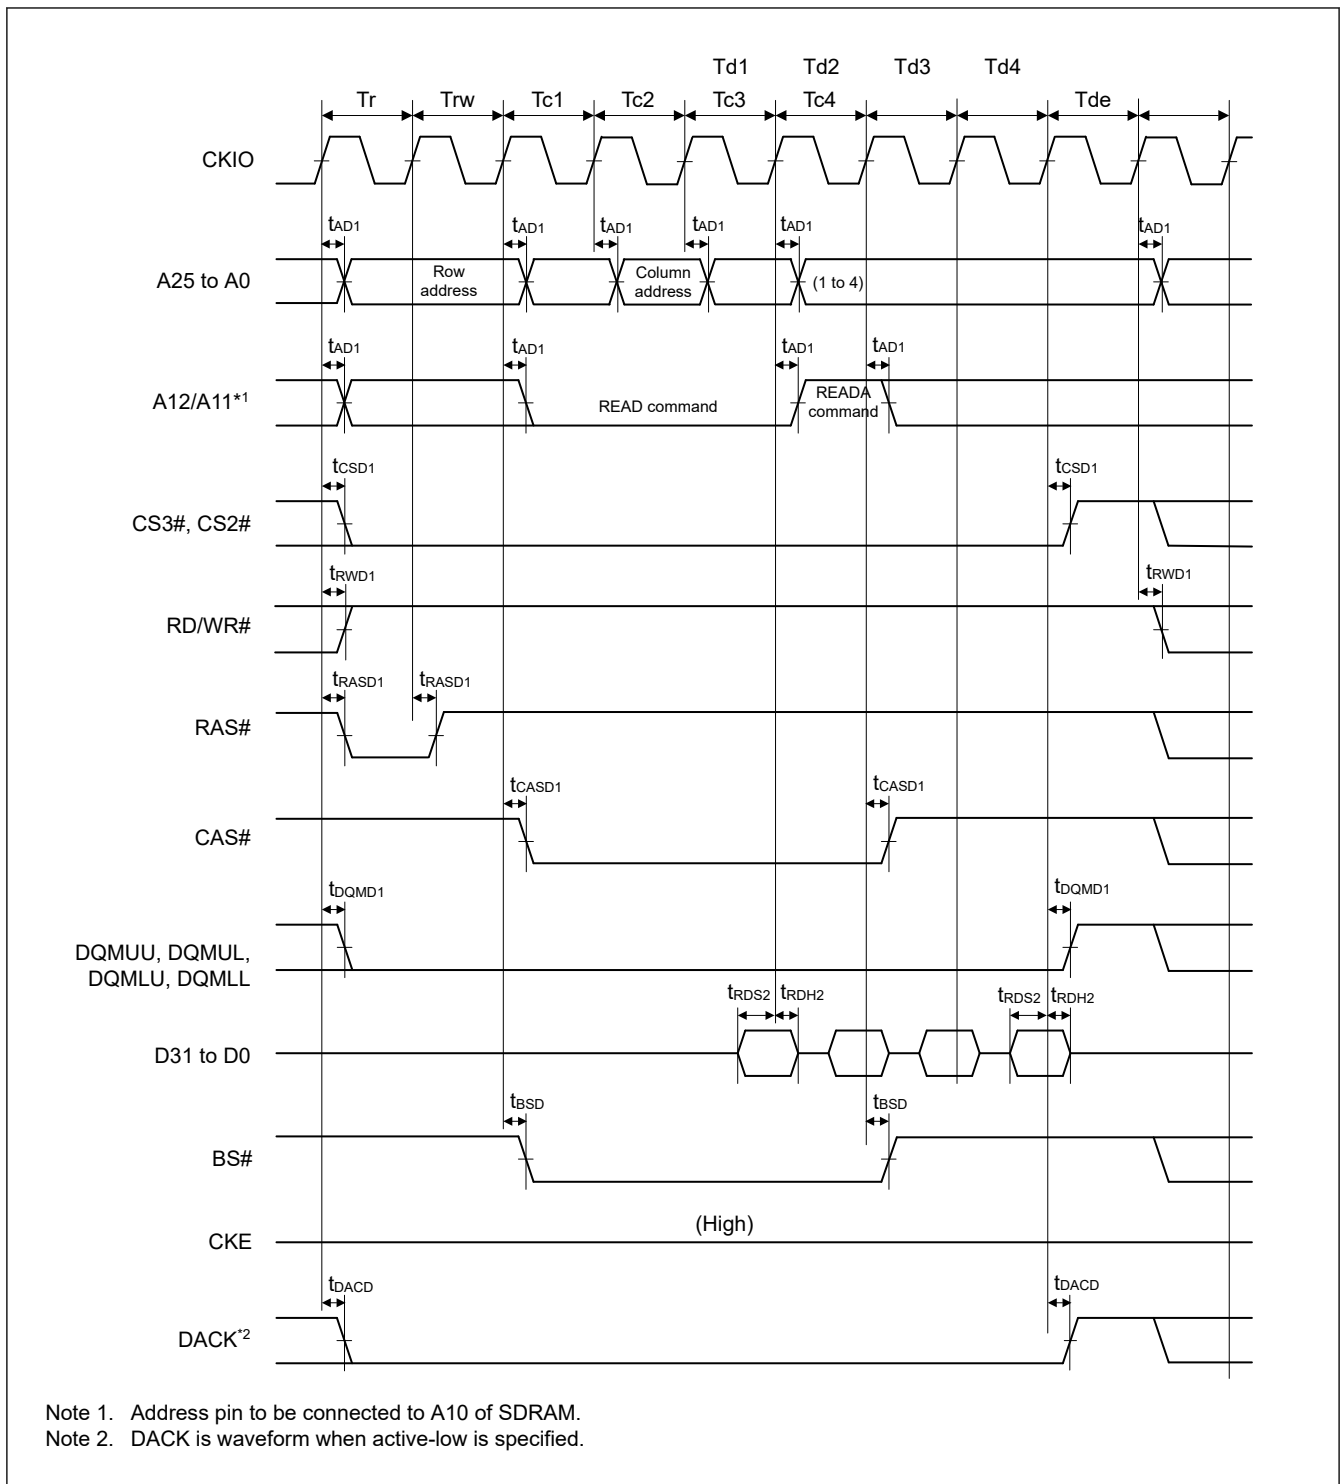 Td1 Td2 Td3 Td4
Tr Trw Tc1 Tc2 Tc3 Tc4 Tde
CKIO
tAD1 tAD1 tAD1 tAD1 tAD1 tAD1
A25 to A0
Row address
Column address
(1 to 4)
tAD1 tAD1 tAD1 tAD1
A12/A11*1
READ command
READA command
tCSD1 tCSD1
CS3#, CS2#
tRWD1 tRWD1
RD/WR#
tRASD1 tRASD1
RAS#
tCASD1 tCASD1
CAS#
tDQMD1 tDQMD1
DQMUU, DQMUL,
DQMLU, DQMLL
tRDS2 tRDH2 tRDS2 tRDH2
D31 to D0
tBSD tBSD
BS#
(High)
CKE
tDACD tDACD
DACK*2
Note 1. Address pin to be connected to A10 of SDRAM.
Note 2. DACK is waveform when active-low is specified.